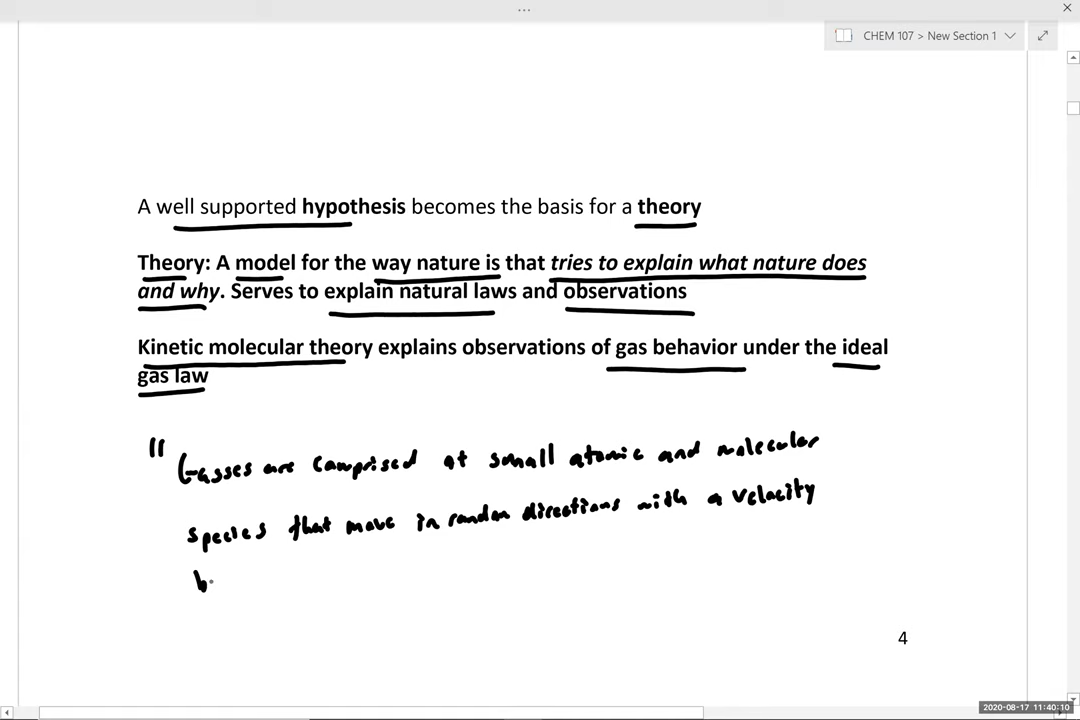 CHEM 107 > New Section 1
A well supported hypothesis becomes the basis for a theory
Theory: A model for the way nature is that tries to explain what nature does
and why. Serves to explain natural laws and observations
Kinetic molecular theory explains observations of gas behavior under the ideal
gas law
" Gasses are comprised of small atomic and molecular
species that move in random directions with a velocity
b
4
2020-08-17 11:40:10